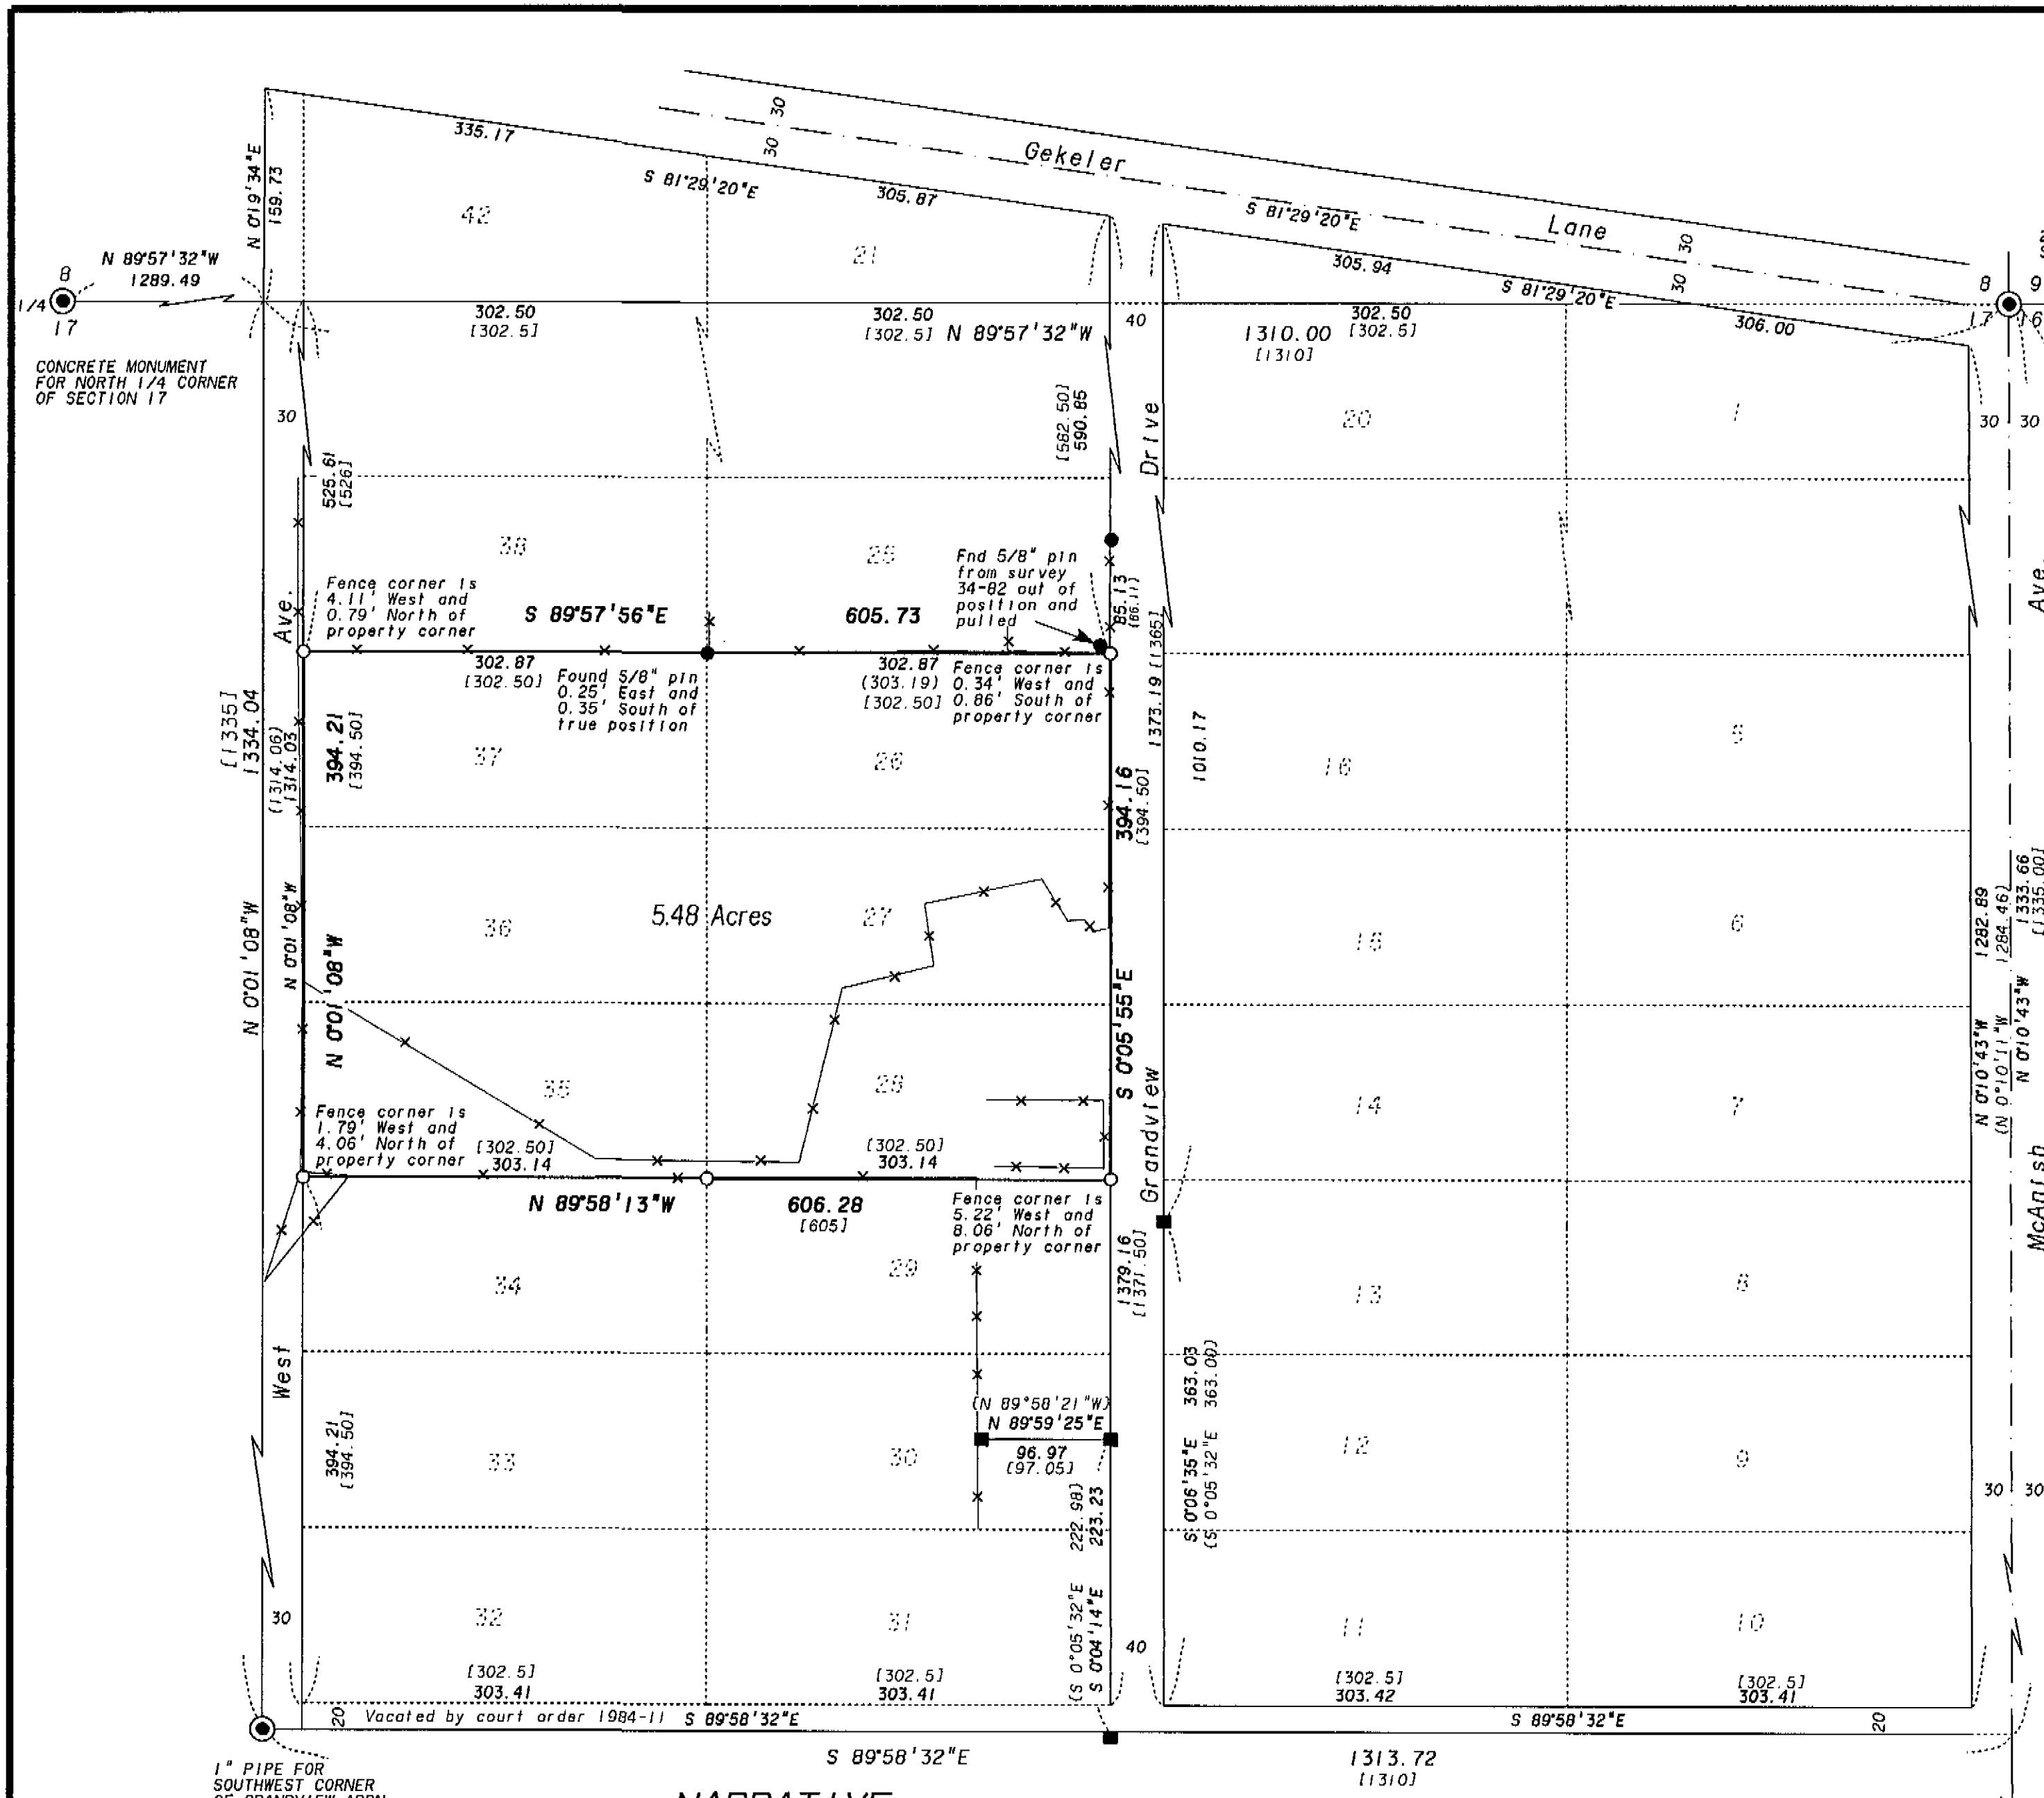 335.17
S 81°29'20"E
305.87
30
30
Gekeler
Lane
S 81°29'20"E
30
30
305.94
S 81°29'20"E
306.00
N 0°19'34"E
159.73
42
21
8
1/4
17
N 89°57'32"W
1289.49
CONCRETE MONUMENT
FOR NORTH 1/4 CORNER
OF SECTION 17
302.50
[302.5]
302.50
[302.5]
N 89°57'32"W
40
1310.00
[1310]
302.50
[302.5]
8
9
17
16
30
30
30
20
1
[582.50]
590.85
Drive
525.61
[526]
38
25
Fnd 5/8" pin
from survey
34-82 out of
position and
pulled
85.13
(86.11)
Fence corner is
4.11' West and
0.79' North of
property corner
Ave.
S 89°57'56"E
605.73
302.87
[302.50]
Found 5/8" pin
0.25' East and
0.35' South of
true position
302.87
(303.19)
[302.50]
Fence corner is
0.34' West and
0.86' South of
property corner
1373.19 [1365]
1010.17
[1335]
1334.04
(1314.06)
1314.03
394.21
[394.50]
37
26
394.16
[394.50]
16
5
Ave.
36
5.48 Acres
27
15
6
1282.89
(1284.46)
1333.66
[1335.00]
N 0°01'08"W
N 0°01'08"W
N 0°01'08"W
S 0°05'55"E
N 0°10'43"W
(N 0°10'11"W
N 0°10'43"W
35
28
14
7
Grandview
McAnish
Fence corner is
1.79' West and
4.06' North of
property corner
[302.50]
303.14
[302.50]
303.14
N 89°58'13"W
606.28
[605]
Fence corner is
5.22' West and
8.06' North of
property corner
1379.16
[1371.50]
34
29
13
8
West
394.21
[394.50]
(N 89°58'21"W)
N 89°59'25"E
96.97
(97.05)
363.03
363.00)
S 0°06'35"E
(S 0°05'32"E
33
30
12
9
30
30
222.98)
223.23
(S 0°05'32"E
S 0°04'14"E
30
32
31
40
11
10
[302.5]
303.41
[302.5]
303.41
[302.5]
303.42
[302.5]
303.41
20
Vacated by court order 1984-11
S 89°58'32"E
S 89°58'32"E
20
S 89°58'32"E
1313.72
[1310]
1" PIPE FOR
SOUTHWEST CORNER
OF GRANDVIEW ADDN
NARRATIVE